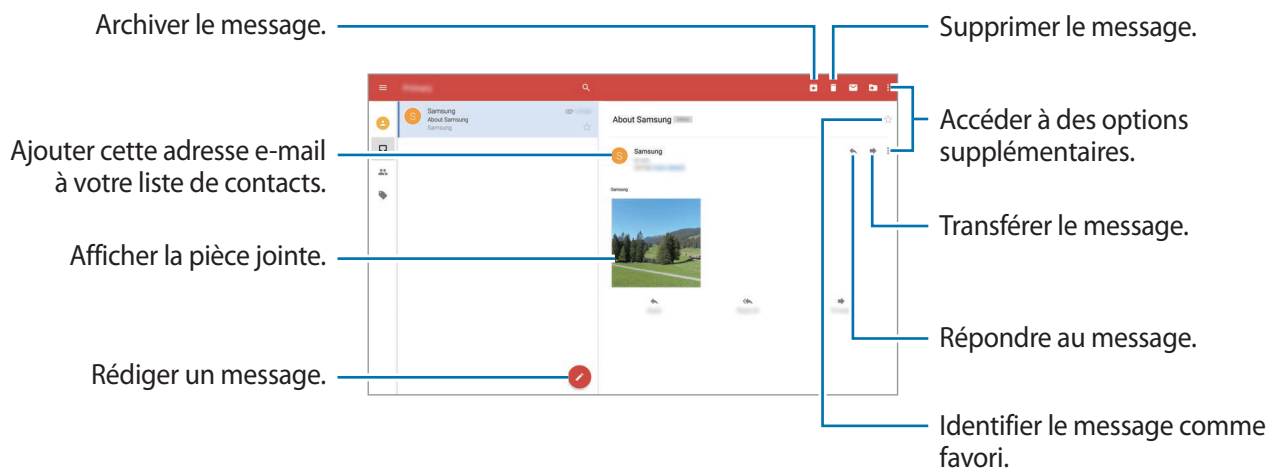 Archiver le message.
Supprimer le message.
Samsung
About Samsung
Samsung
About Samsung
Accéder à des options
supplémentaires.
Ajouter cette adresse e-mail
à votre liste de contacts.
S
S
Samsung
Samsung
Transférer le message.
Afficher la pièce jointe.
Répondre au message.
Rédiger un message.
Identifier le message comme
favori.